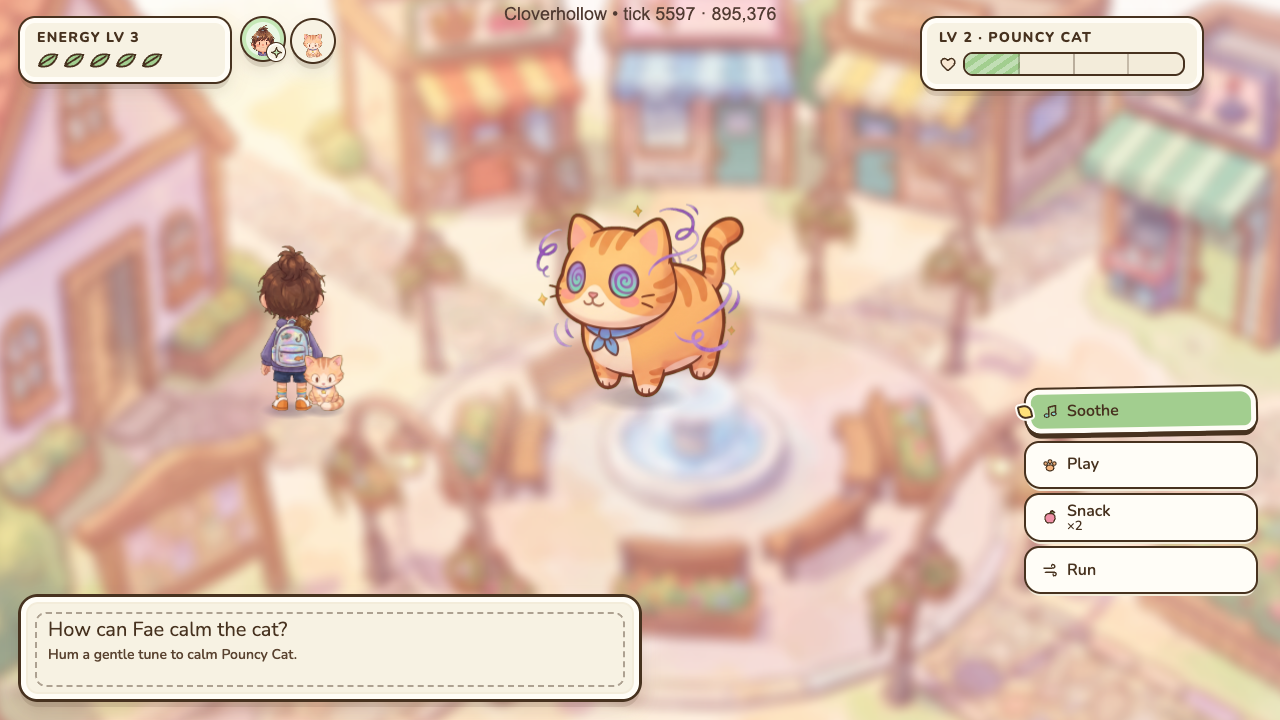 Cloverhollow • tick 5597 · 895,376
ENERGY LV 3
LV 2 · POUNCY CAT
Soothe
Play
Snack
×2
Run
How can Fae calm the cat?
Hum a gentle tune to calm Pouncy Cat.